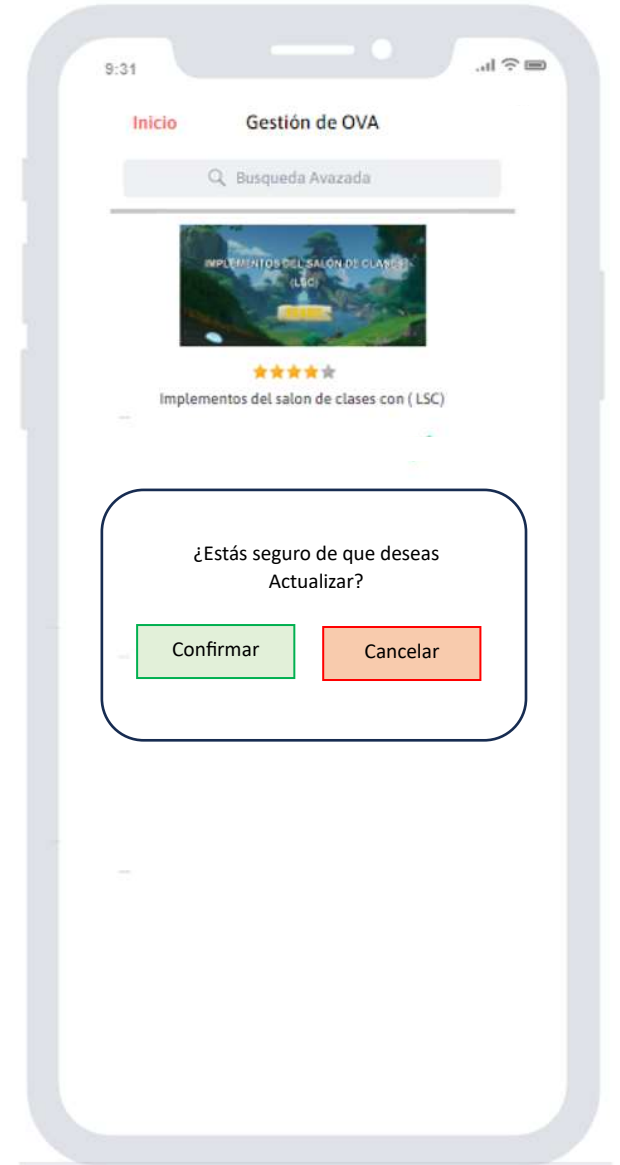 9:31
Inicio Gestión de OVA
Busqueda Avazada
IMPLEMENTOS DEL SALÓN DE CLASES
(LSC)
Implementos del salon de clases con ( LSC)
¿Estás seguro de que deseas
Actualizar?
Confirmar Cancelar